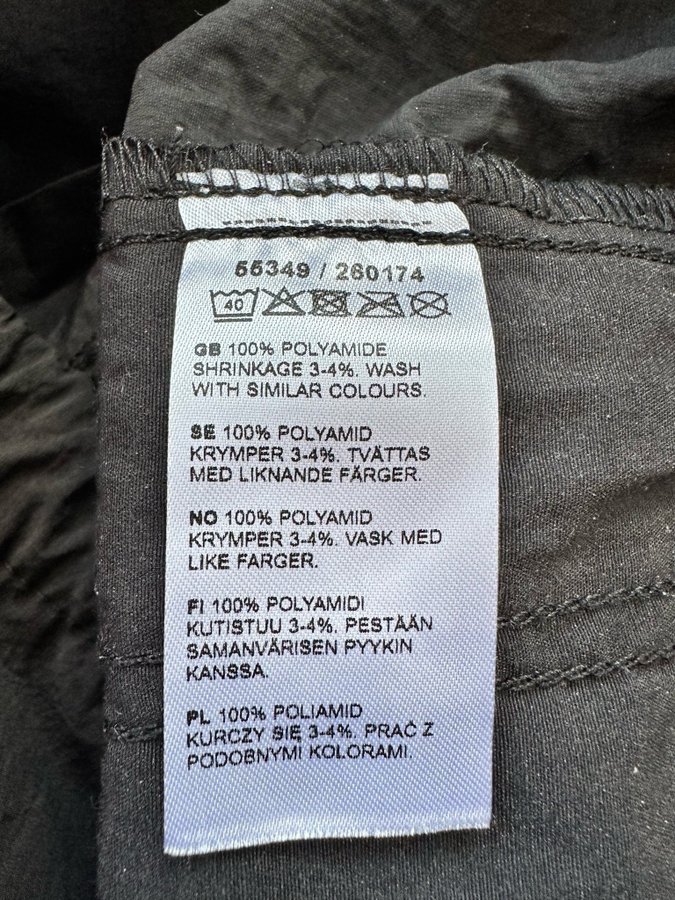 55349 / 260174
40
GB 100% POLYAMIDE
SHRINKAGE 3-4%. WASH
WITH SIMILAR COLOURS.
SE 100% POLYAMID
KRYMPER 3-4%. TVÄTTAS
MED LIKNANDE FÄRGER.
NO 100% POLYAMID
KRYMPER 3-4%. VASK MED
LIKE FARGER.
FI 100% POLYAMIDI
KUTISTUU 3-4%. PESTÄÄN
SAMANVÄRISEN PYYKIN
KANSSA.
PL 100% POLIAMID
KURCZY SIĘ 3-4%. PRAĆ Z
PODOBNYMI KOLORAMI.